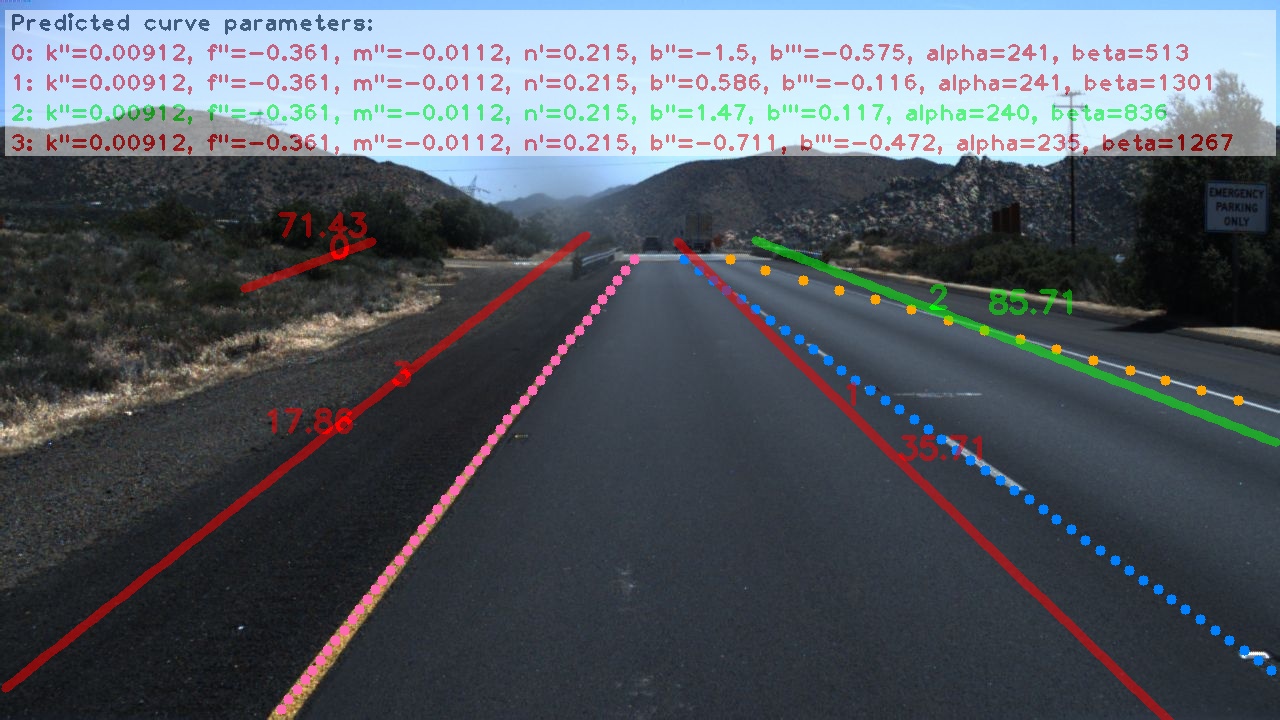 Predicted curve parameters:
0: k''=0.00912, f''=−0.361, m''=−0.0112, n'=0.215, b''=−1.5, b'''=−0.575, alpha=241, beta=513
1: k''=0.00912, f''=−0.361, m''=−0.0112, n'=0.215, b''=0.586, b'''=−0.116, alpha=241, beta=1301
2: k''=0.00912, f''=−0.361, m''=−0.0112, n'=0.215, b''=1.47, b'''=0.117, alpha=240, beta=836
3: k''=0.00912, f''=−0.361, m''=−0.0112, n'=0.215, b''=−0.711, b'''=−0.472, alpha=235, beta=1267
EMERGENCY
PARKING
ONLY
71.43
0
2
85.71
3
1
17.86
35.71